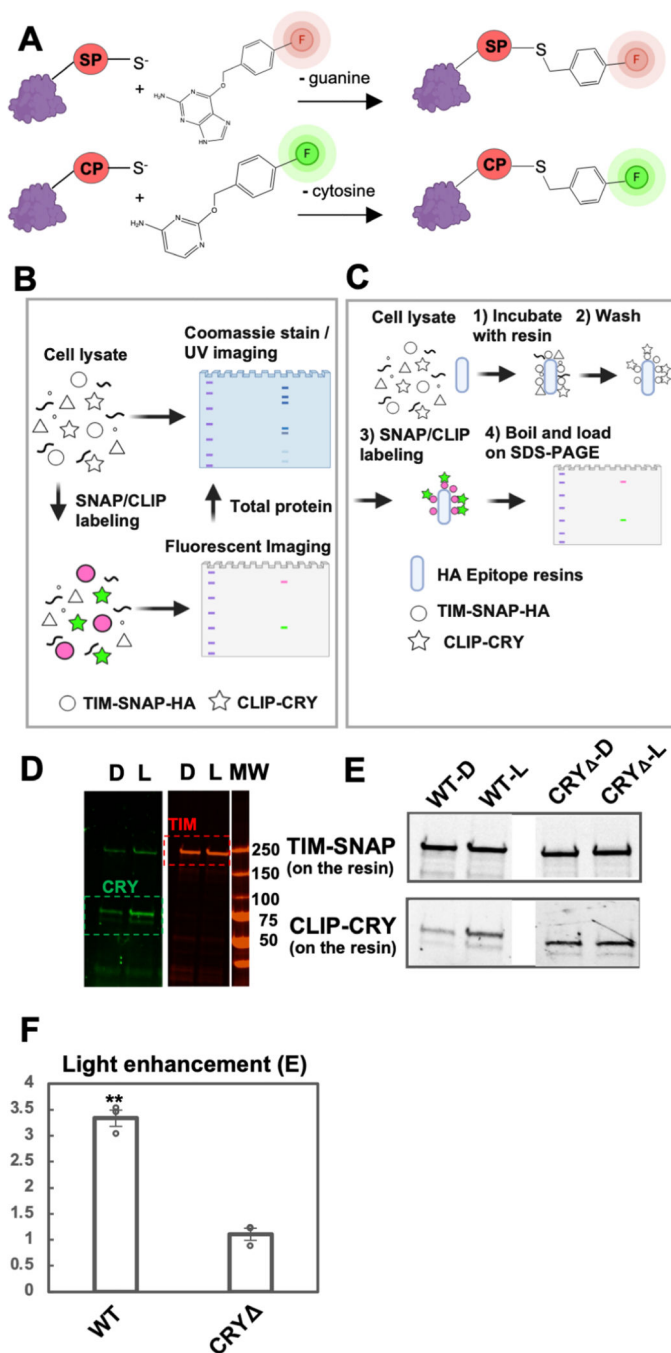 A
SP
S-
+
F
H₂N
N
N
O
HN
N
- guanine
SP
S
F
CP
S-
+
F
H₂N
N
O
N
- cytosine
CP
S
F
B
Cell lysate
Coomassie stain /
UV imaging
SNAP/CLIP
labeling
Total protein
Fluorescent Imaging
TIM-SNAP-HA
CLIP-CRY
C
Cell lysate
1) Incubate
with resin
2) Wash
3) SNAP/CLIP
labeling
4) Boil and load
on SDS-PAGE
HA Epitope resins
TIM-SNAP-HA
CLIP-CRY
D
D L D L MW
TIM
CRY
250
150
100
75
50
E
WT-D
WT-L
CRYΔ-D
CRYΔ-L
TIM-SNAP
(on the resin)
CLIP-CRY
(on the resin)
F
Light enhancement (E)
4
3.5
3
2.5
2
1.5
1
0.5
0
**
WT
CRYΔ